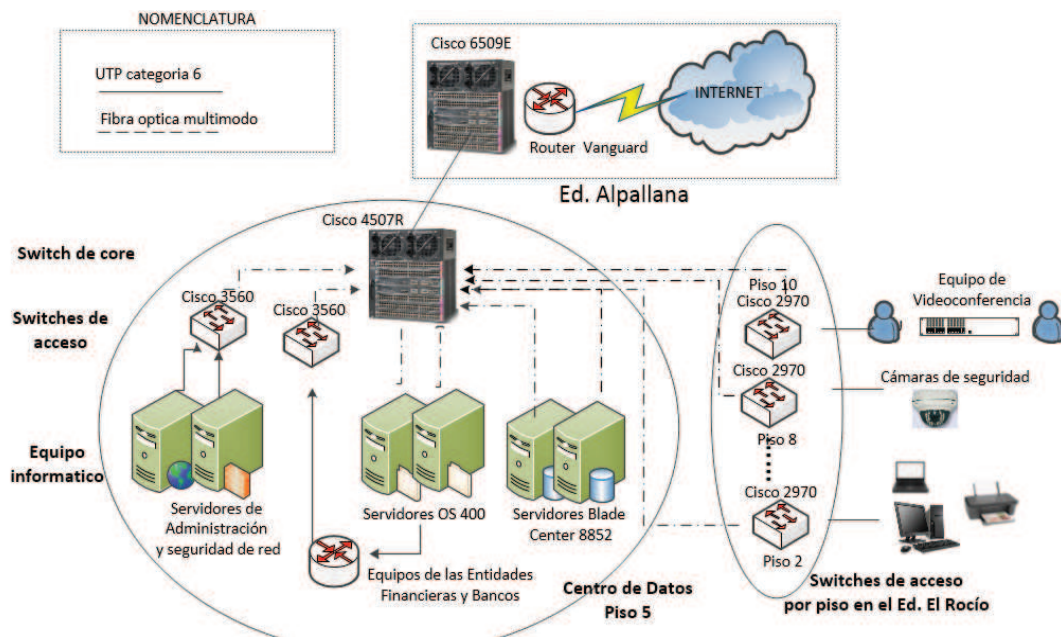 NOMENCLATURA
UTP categoria 6
Fibra optica multimodo
Cisco 6509E
INTERNET
Router Vanguard
Ed. Alpallana
Cisco 4507R
Switch de core
Switches de
acceso
Cisco 3560
Cisco 3560
Piso 10
Cisco 2970
Equipo de
Videoconferencia
Cisco 2970
Piso 8
Cámaras de seguridad
Equipo
informatico
Servidores de
Administración
y seguridad de red
Servidores OS 400
Servidores Blade
Center 8852
Cisco 2970
Piso 2
Equipos de las Entidades
Financieras y Bancos
Centro de Datos
Piso 5
Switches de acceso
por piso en el Ed. El Rocío